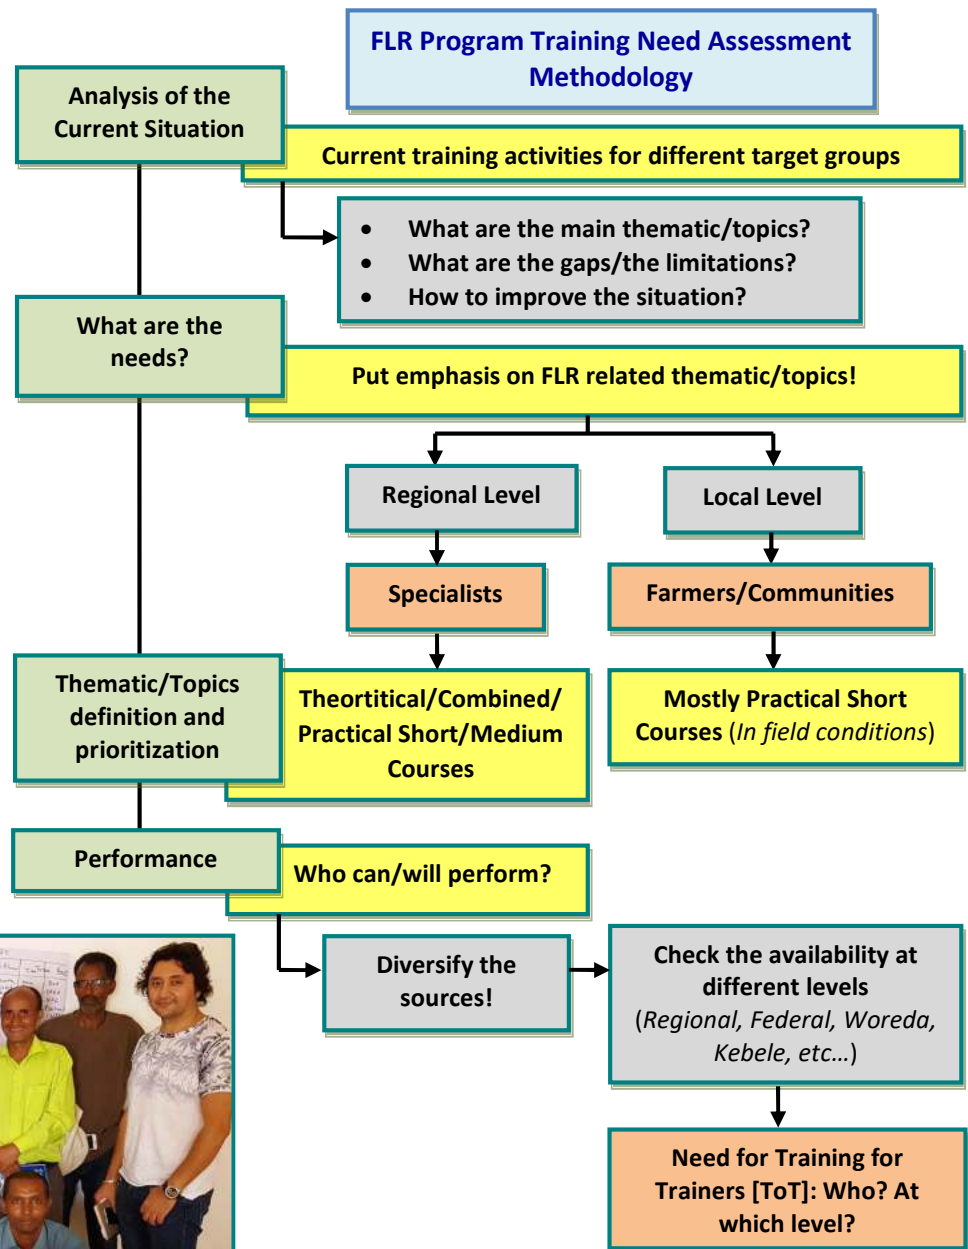 FLR Program Training Need Assessment
Methodology
Analysis of the
Current Situation
Current training activities for different target groups
• What are the main thematic/topics?
• What are the gaps/the limitations?
• How to improve the situation?
What are the
needs?
Put emphasis on FLR related thematic/topics!
Regional Level
Local Level
Specialists
Farmers/Communities
Thematic/Topics
definition and
prioritization
Theortitical/Combined/
Practical Short/Medium
Courses
Mostly Practical Short
Courses (In field conditions)
Performance
Who can/will perform?
Diversify the
sources!
Check the availability at
different levels
(Regional, Federal, Woreda,
Kebele, etc…)
Need for Training for
Trainers [ToT]: Who? At
which level?